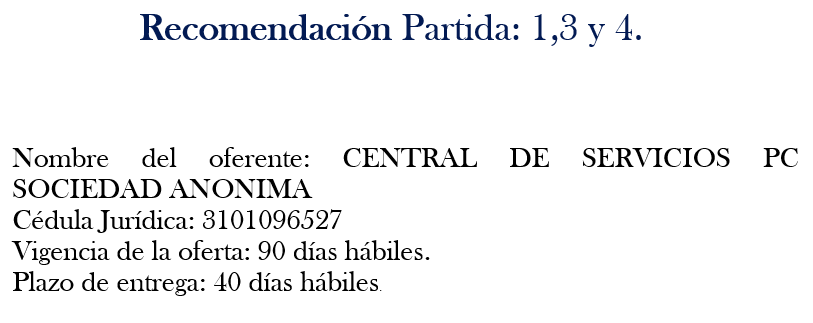 Recomendación Partida: 1,3 y 4.
Nombre del oferente: CENTRAL DE SERVICIOS PC
SOCIEDAD ANONIMA
Cédula Jurídica: 3101096527
Vigencia de la oferta: 90 días hábiles.
Plazo de entrega: 40 días hábiles.